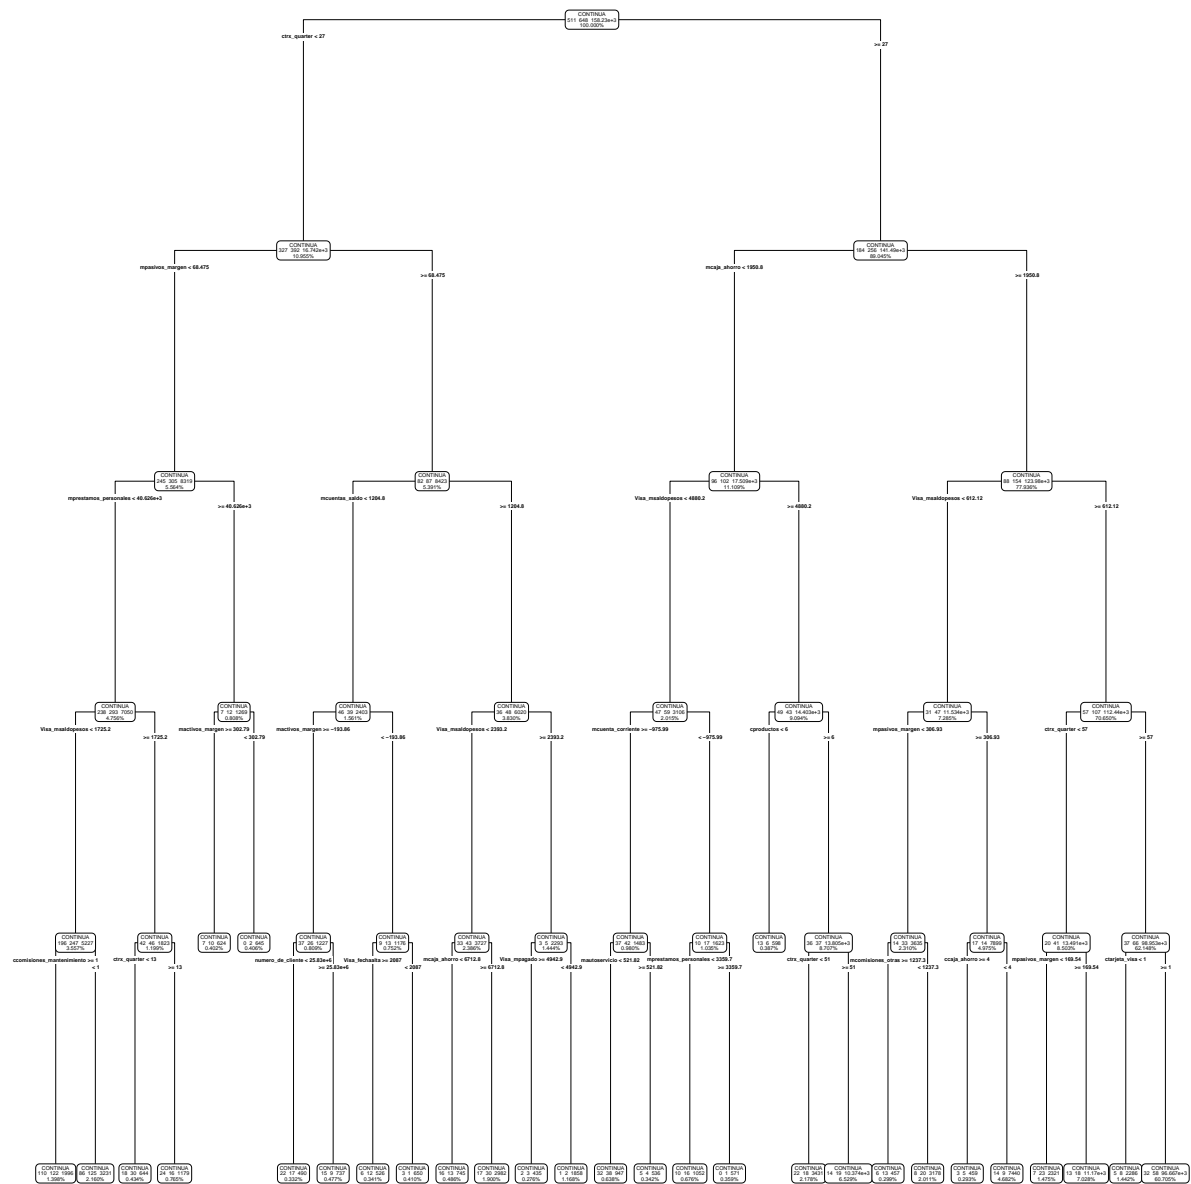 CONTINUA
511 648 158.23e+3
100.000%
ctrx_quarter < 27
>= 27
CONTINUA
327 392 16.742e+3
10.955%
CONTINUA
184 256 141.49e+3
89.045%
mpasivos_margen < 68.475
>= 68.475
mcaja_ahorro < 1950.8
>= 1950.8
CONTINUA
245 305 8319
5.564%
CONTINUA
82 87 8423
5.391%
CONTINUA
96 102 17.509e+3
11.109%
CONTINUA
88 154 123.98e+3
77.936%
mprestamos_personales < 40.626e+3
>= 40.626e+3
mcuentas_saldo < 1204.8
>= 1204.8
Visa_msaldopesos < 4880.2
>= 4880.2
Visa_msaldopesos < 612.12
>= 612.12
CONTINUA
238 293 7050
4.756%
CONTINUA
7 12 1269
0.808%
CONTINUA
46 39 2403
1.561%
CONTINUA
36 48 6020
3.830%
CONTINUA
47 59 3106
2.015%
CONTINUA
49 43 14.403e+3
9.094%
CONTINUA
31 47 11.534e+3
7.285%
CONTINUA
57 107 112.44e+3
70.650%
Visa_msaldopesos < 1725.2
>= 1725.2
mactivos_margen >= 302.79
< 302.79
mactivos_margen >= −193.86
< −193.86
Visa_msaldopesos < 2393.2
>= 2393.2
mcuenta_corriente >= −975.99
< −975.99
cproductos < 6
>= 6
mpasivos_margen < 306.93
>= 306.93
ctrx_quarter < 57
>= 57
CONTINUA
196 247 5227
3.557%
CONTINUA
42 46 1823
1.199%
CONTINUA
7 10 624
0.402%
CONTINUA
0 2 645
0.406%
CONTINUA
37 26 1227
0.809%
CONTINUA
9 13 1176
0.752%
CONTINUA
33 43 3727
2.386%
CONTINUA
3 5 2293
1.444%
CONTINUA
37 42 1483
0.980%
CONTINUA
10 17 1623
1.035%
CONTINUA
13 6 598
0.387%
CONTINUA
36 37 13.805e+3
8.707%
CONTINUA
14 33 3635
2.310%
CONTINUA
17 14 7899
4.975%
CONTINUA
20 41 13.491e+3
8.503%
CONTINUA
37 66 98.953e+3
62.148%
ccomisiones_mantenimiento >= 1
< 1
ctrx_quarter < 13
>= 13
numero_de_cliente < 25.83e+6
>= 25.83e+6
Visa_fechaalta >= 2087
< 2087
mcaja_ahorro < 6712.8
>= 6712.8
Visa_mpagado >= 4942.9
< 4942.9
mautoservicio < 521.82
>= 521.82
mprestamos_personales < 3359.7
>= 3359.7
ctrx_quarter < 51
>= 51
mcomisiones_otras >= 1237.3
< 1237.3
ccaja_ahorro >= 4
< 4
mpasivos_margen < 169.54
>= 169.54
ctarjeta_visa < 1
>= 1
CONTINUA
110 122 1996
1.398%
CONTINUA
86 125 3231
2.160%
CONTINUA
18 30 644
0.434%
CONTINUA
24 16 1179
0.765%
CONTINUA
22 17 490
0.332%
CONTINUA
15 9 737
0.477%
CONTINUA
6 12 526
0.341%
CONTINUA
3 1 650
0.410%
CONTINUA
16 13 745
0.486%
CONTINUA
17 30 2982
1.900%
CONTINUA
2 3 435
0.276%
CONTINUA
1 2 1858
1.168%
CONTINUA
32 38 947
0.638%
CONTINUA
5 4 536
0.342%
CONTINUA
10 16 1052
0.676%
CONTINUA
0 1 571
0.359%
CONTINUA
22 18 3431
2.178%
CONTINUA
14 19 10.374e+3
6.529%
CONTINUA
6 13 457
0.299%
CONTINUA
8 20 3178
2.011%
CONTINUA
3 5 459
0.293%
CONTINUA
14 9 7440
4.682%
CONTINUA
7 23 2321
1.475%
CONTINUA
13 18 11.17e+3
7.028%
CONTINUA
5 8 2286
1.442%
CONTINUA
32 58 96.667e+3
60.705%